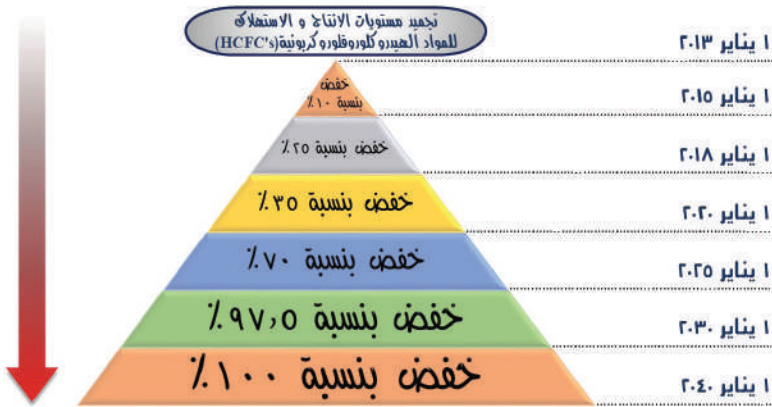 تجميد مستويات الانتاج و الاستهلاك
للمواد الهيدروكلوروفلوروكربونية(HCFC's)
١ يناير ٢٠١٣
خفض
بنسبة ١٠٪
١ يناير ٢٠١٥
خفض بنسبة ٢٥٪
١ يناير ٢٠١٨
خفض بنسبة ٣٥٪
١ يناير ٢٠٢٠
خفض بنسبة ٧٠٪
١ يناير ٢٠٢٥
خفض بنسبة ٩٧,٥٪
١ يناير ٢٠٣٠
خفض بنسبة ١٠٠٪
١ يناير ٢٠٤٠